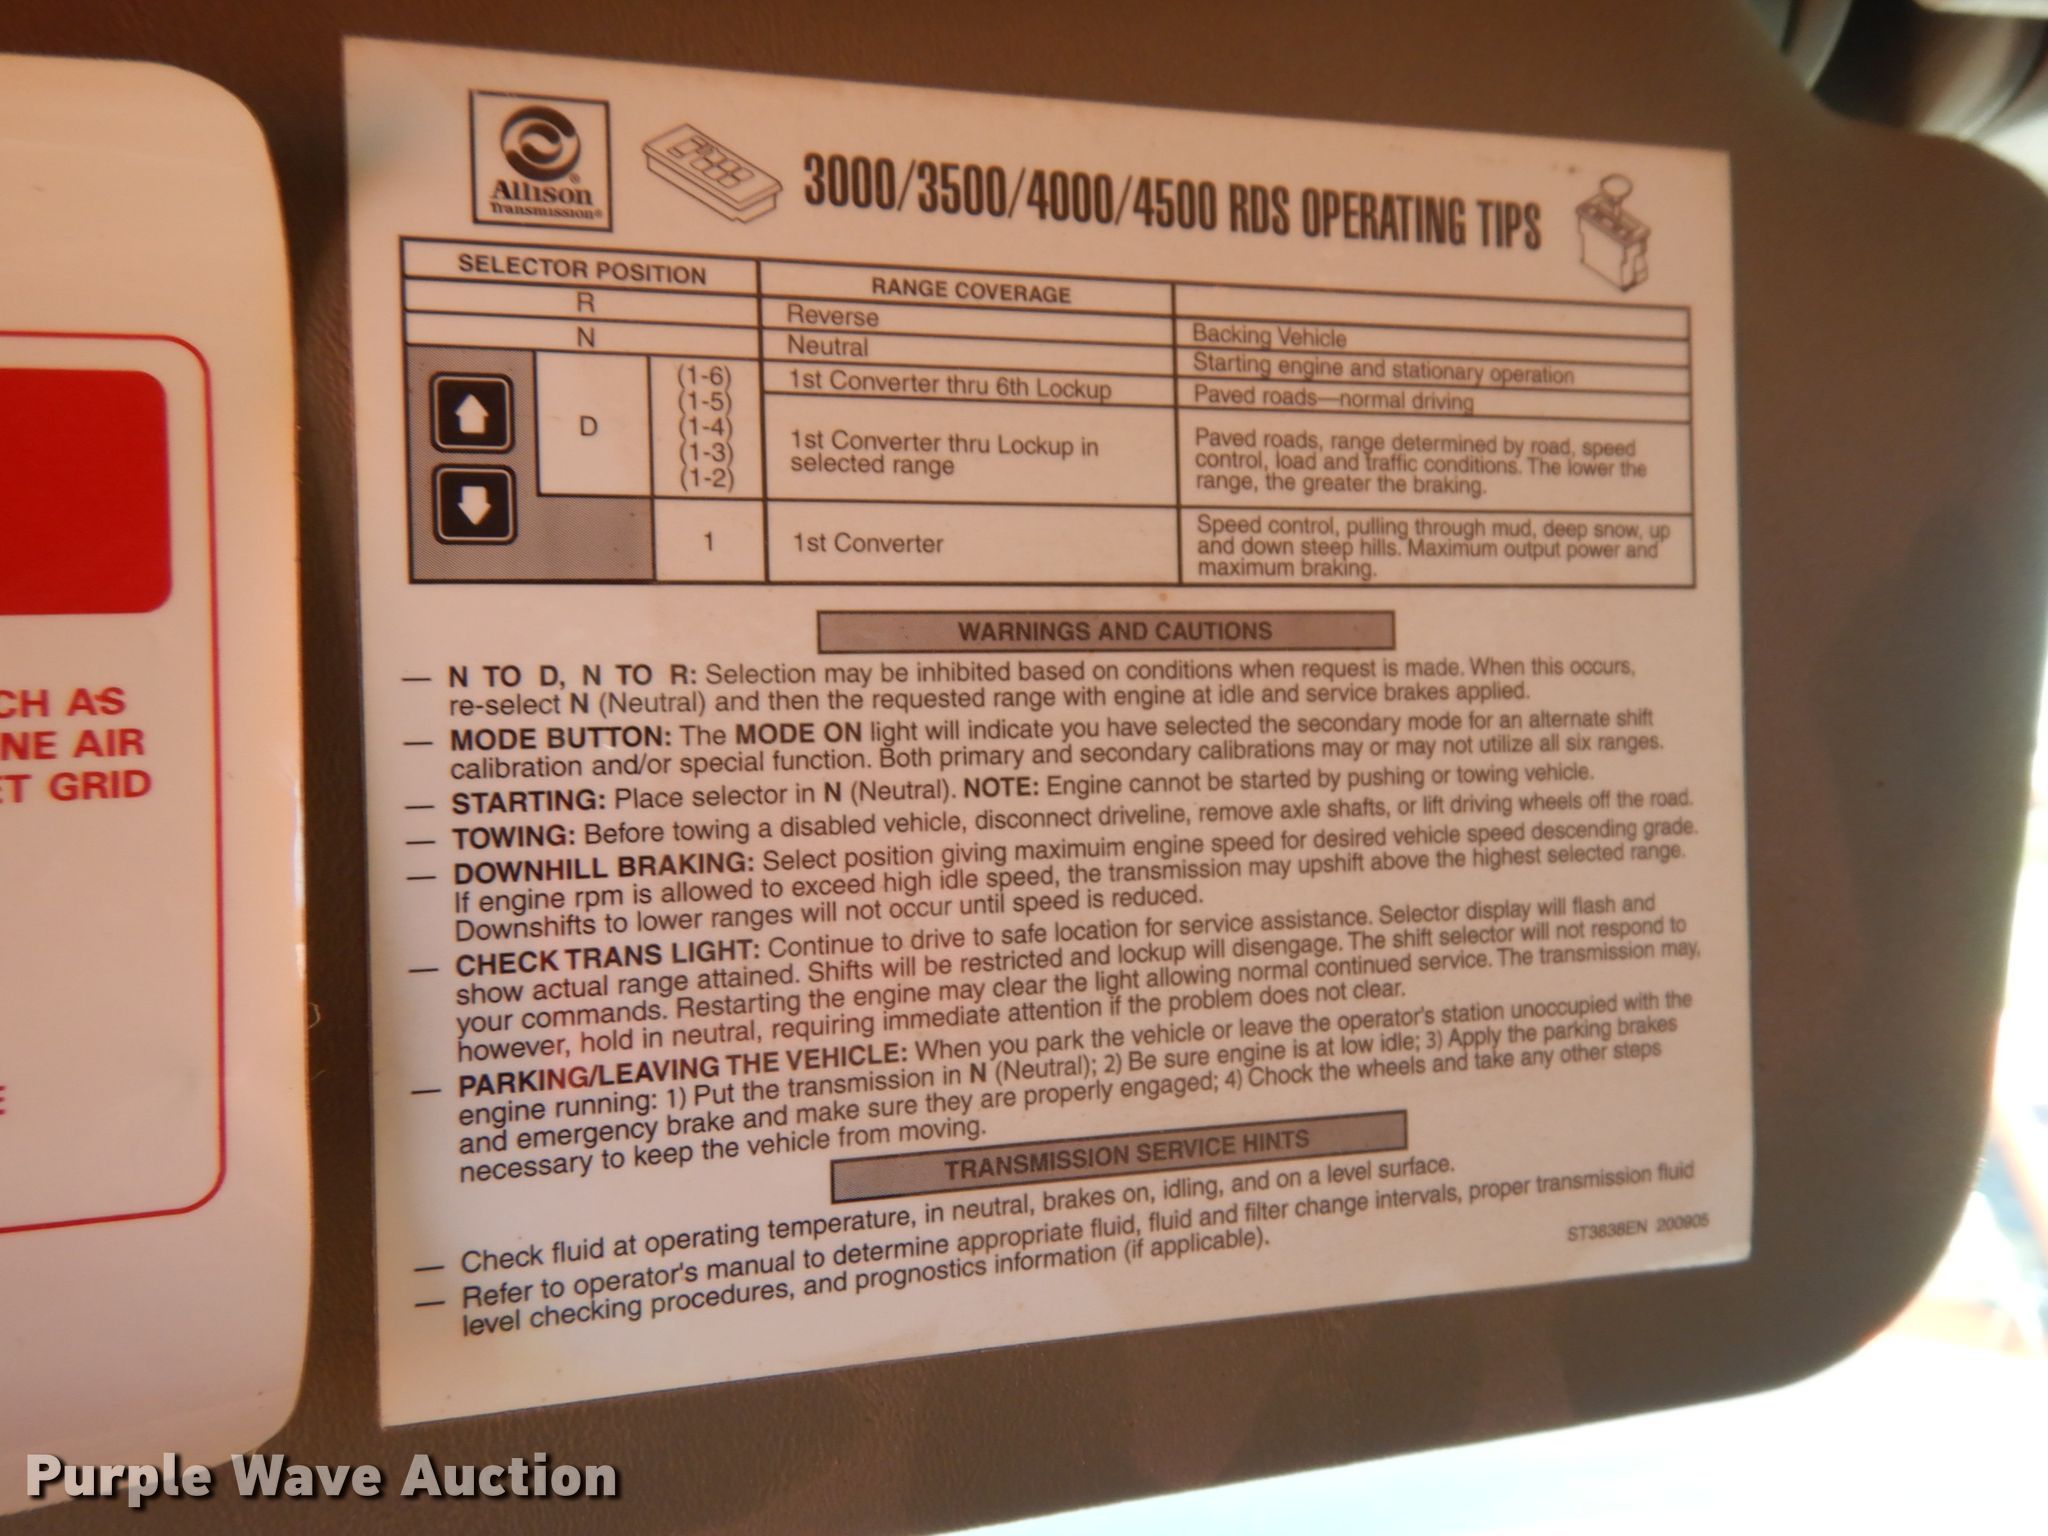 CH AS
NE AIR
ET GRID
E
Allison
Transmission®
3000/3500/4000/4500 RDS OPERATING TIPS
SELECTOR POSITION
RANGE COVERAGE
R
Reverse
Backing Vehicle
N
Neutral
Starting engine and stationary operation
D
(1-6)
1st Converter thru 6th Lockup
Paved roads—normal driving
(1-5)
(1-4)
(1-3)
(1-2)
1st Converter thru Lockup in
selected range
Paved roads, range determined by road, speed
control, load and traffic conditions. The lower the
range, the greater the braking.
1
1st Converter
Speed control, pulling through mud, deep snow, up
and down steep hills. Maximum output power and
maximum braking.
WARNINGS AND CAUTIONS
— N TO D, N TO R: Selection may be inhibited based on conditions when request is made. When this occurs,
re-select N (Neutral) and then the requested range with engine at idle and service brakes applied.
— MODE BUTTON: The MODE ON light will indicate you have selected the secondary mode for an alternate shift
calibration and/or special function. Both primary and secondary calibrations may or may not utilize all six ranges.
— STARTING: Place selector in N (Neutral). NOTE: Engine cannot be started by pushing or towing vehicle.
— TOWING: Before towing a disabled vehicle, disconnect driveline, remove axle shafts, or lift driving wheels off the road.
— DOWNHILL BRAKING: Select position giving maximuim engine speed for desired vehicle speed descending grade.
If engine rpm is allowed to exceed high idle speed, the transmission may upshift above the highest selected range.
Downshifts to lower ranges will not occur until speed is reduced.
— CHECK TRANS LIGHT: Continue to drive to safe location for service assistance. Selector display will flash and
show actual range attained. Shifts will be restricted and lockup will disengage. The shift selector will not respond to
your commands. Restarting the engine may clear the light allowing normal continued service. The transmission may,
however, hold in neutral, requiring immediate attention if the problem does not clear.
— PARKING/LEAVING THE VEHICLE: When you park the vehicle or leave the operator's station unoccupied with the
engine running: 1) Put the transmission in N (Neutral); 2) Be sure engine is at low idle; 3) Apply the parking brakes
and emergency brake and make sure they are properly engaged; 4) Chock the wheels and take any other steps
necessary to keep the vehicle from moving.
TRANSMISSION SERVICE HINTS
— Check fluid at operating temperature, in neutral, brakes on, idling, and on a level surface.
— Refer to operator's manual to determine appropriate fluid, fluid and filter change intervals, proper transmission fluid
level checking procedures, and prognostics information (if applicable).
ST3638EN 200905
Purple Wave Auction